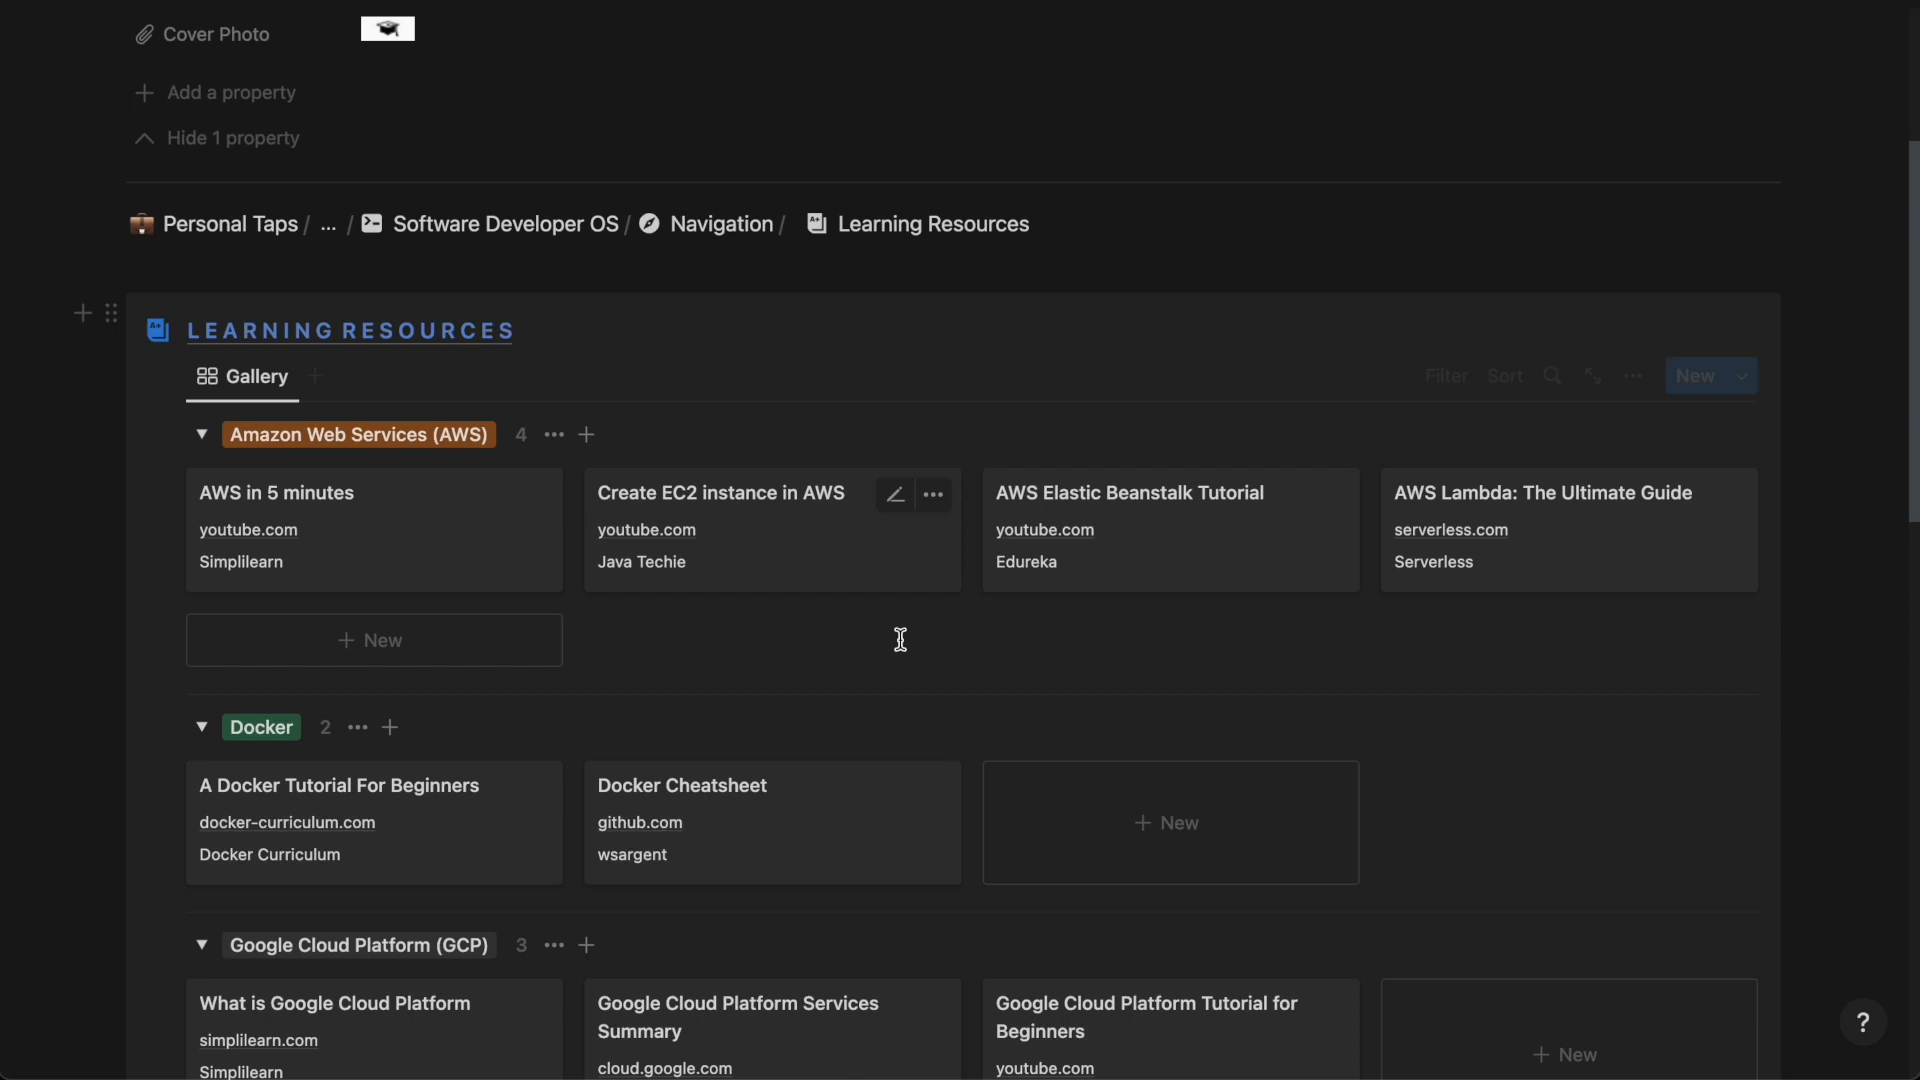 Cover Photo
Add a property
Hide 1 property
Personal Taps / ... / Software Developer OS / Navigation / Learning Resources
LEARNING RESOURCES
Gallery
Filter Sort New
Amazon Web Services (AWS) 4
AWS in 5 minutes
youtube.com
Simplilearn
Create EC2 instance in AWS
youtube.com
Java Techie
AWS Elastic Beanstalk Tutorial
youtube.com
Edureka
AWS Lambda: The Ultimate Guide
serverless.com
Serverless
+ New
Docker 2
A Docker Tutorial For Beginners
docker-curriculum.com
Docker Curriculum
Docker Cheatsheet
github.com
wsargent
+ New
Google Cloud Platform (GCP) 3
What is Google Cloud Platform
simplilearn.com
Simplilearn
Google Cloud Platform Services
Summary
cloud.google.com
Google Cloud Platform Tutorial for
Beginners
youtube.com
+ New
?